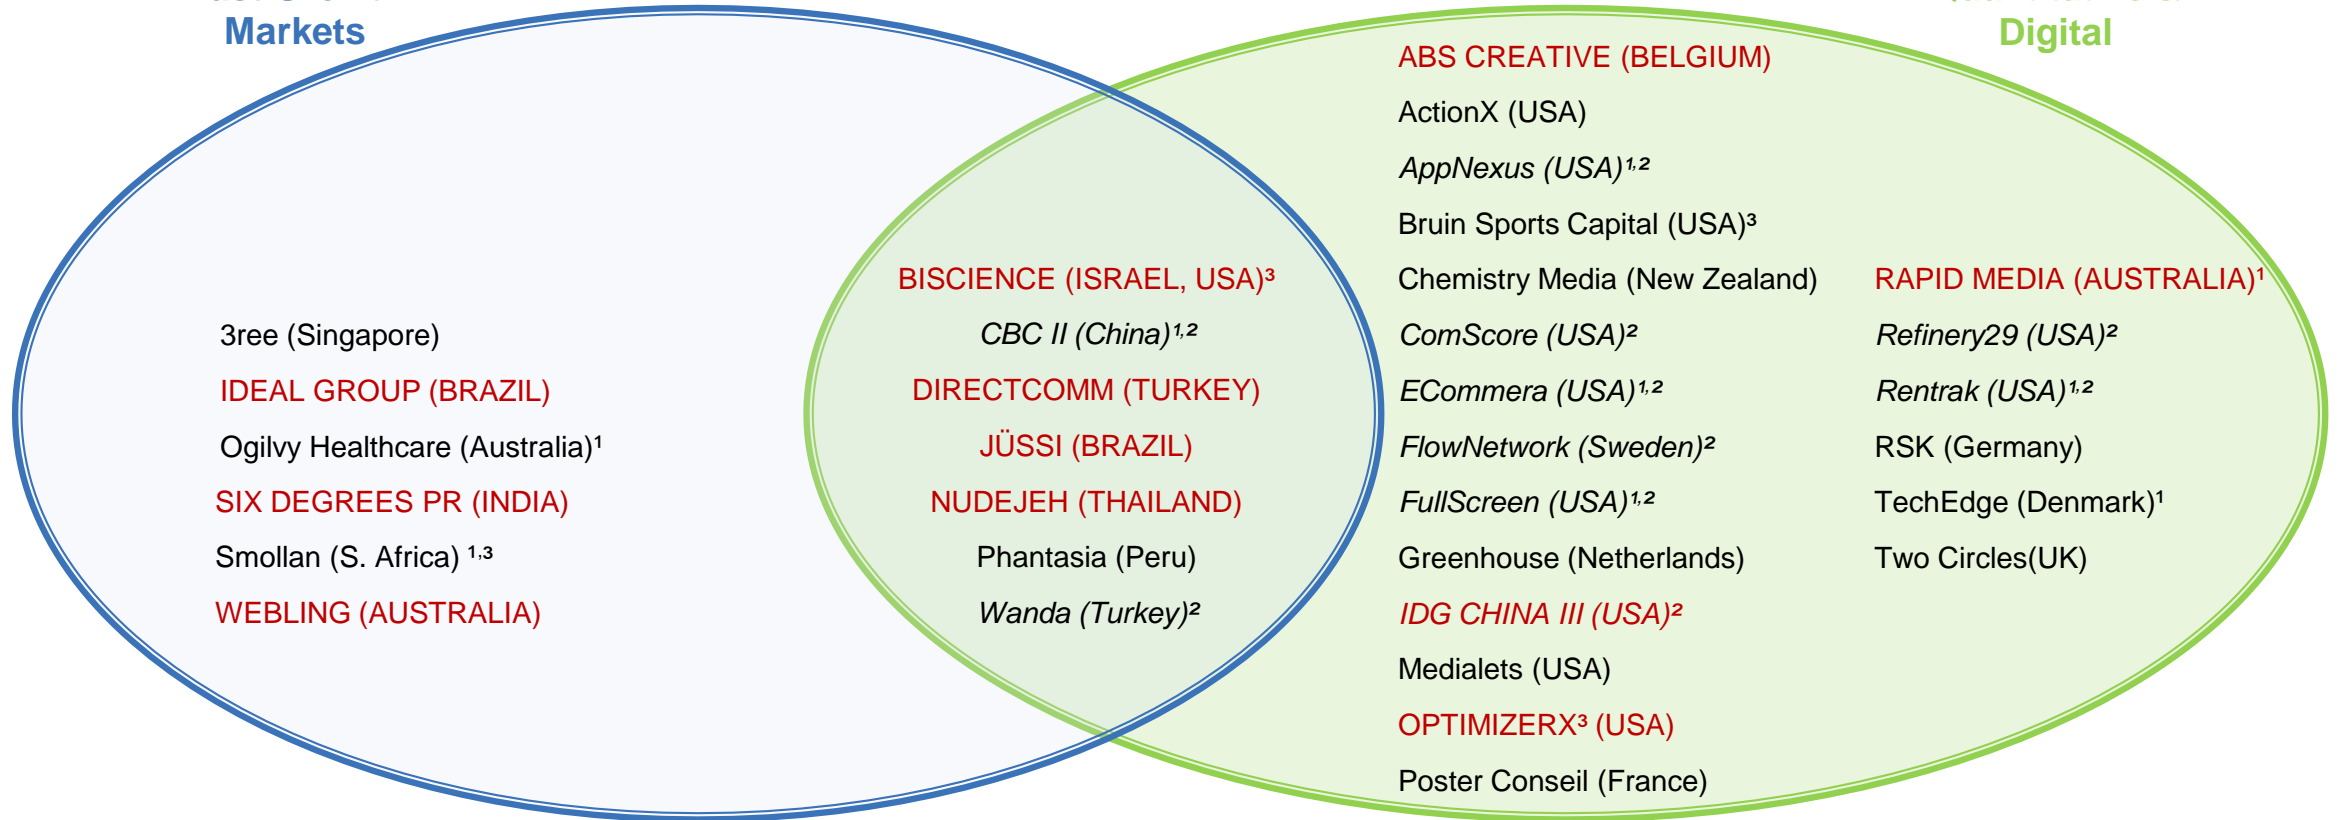 Markets
Digital
3ree (Singapore)
IDEAL GROUP (BRAZIL)
Ogilvy Healthcare (Australia)¹
SIX DEGREES PR (INDIA)
Smollan (S. Africa) ¹˒³
WEBLING (AUSTRALIA)
BISCIENCE (ISRAEL, USA)³
CBC II (China)¹˒²
DIRECTCOMM (TURKEY)
JÜSSI (BRAZIL)
NUDEJEH (THAILAND)
Phantasia (Peru)
Wanda (Turkey)²
ABS CREATIVE (BELGIUM)
ActionX (USA)
AppNexus (USA)¹˒²
Bruin Sports Capital (USA)³
Chemistry Media (New Zealand)
ComScore (USA)²
ECommera (USA)¹˒²
FlowNetwork (Sweden)²
FullScreen (USA)¹˒²
Greenhouse (Netherlands)
IDG CHINA III (USA)²
Medialets (USA)
OPTIMIZERX³ (USA)
Poster Conseil (France)
RAPID MEDIA (AUSTRALIA)¹
Refinery29 (USA)²
Rentrak (USA)¹˒²
RSK (Germany)
TechEdge (Denmark)¹
Two Circles(UK)